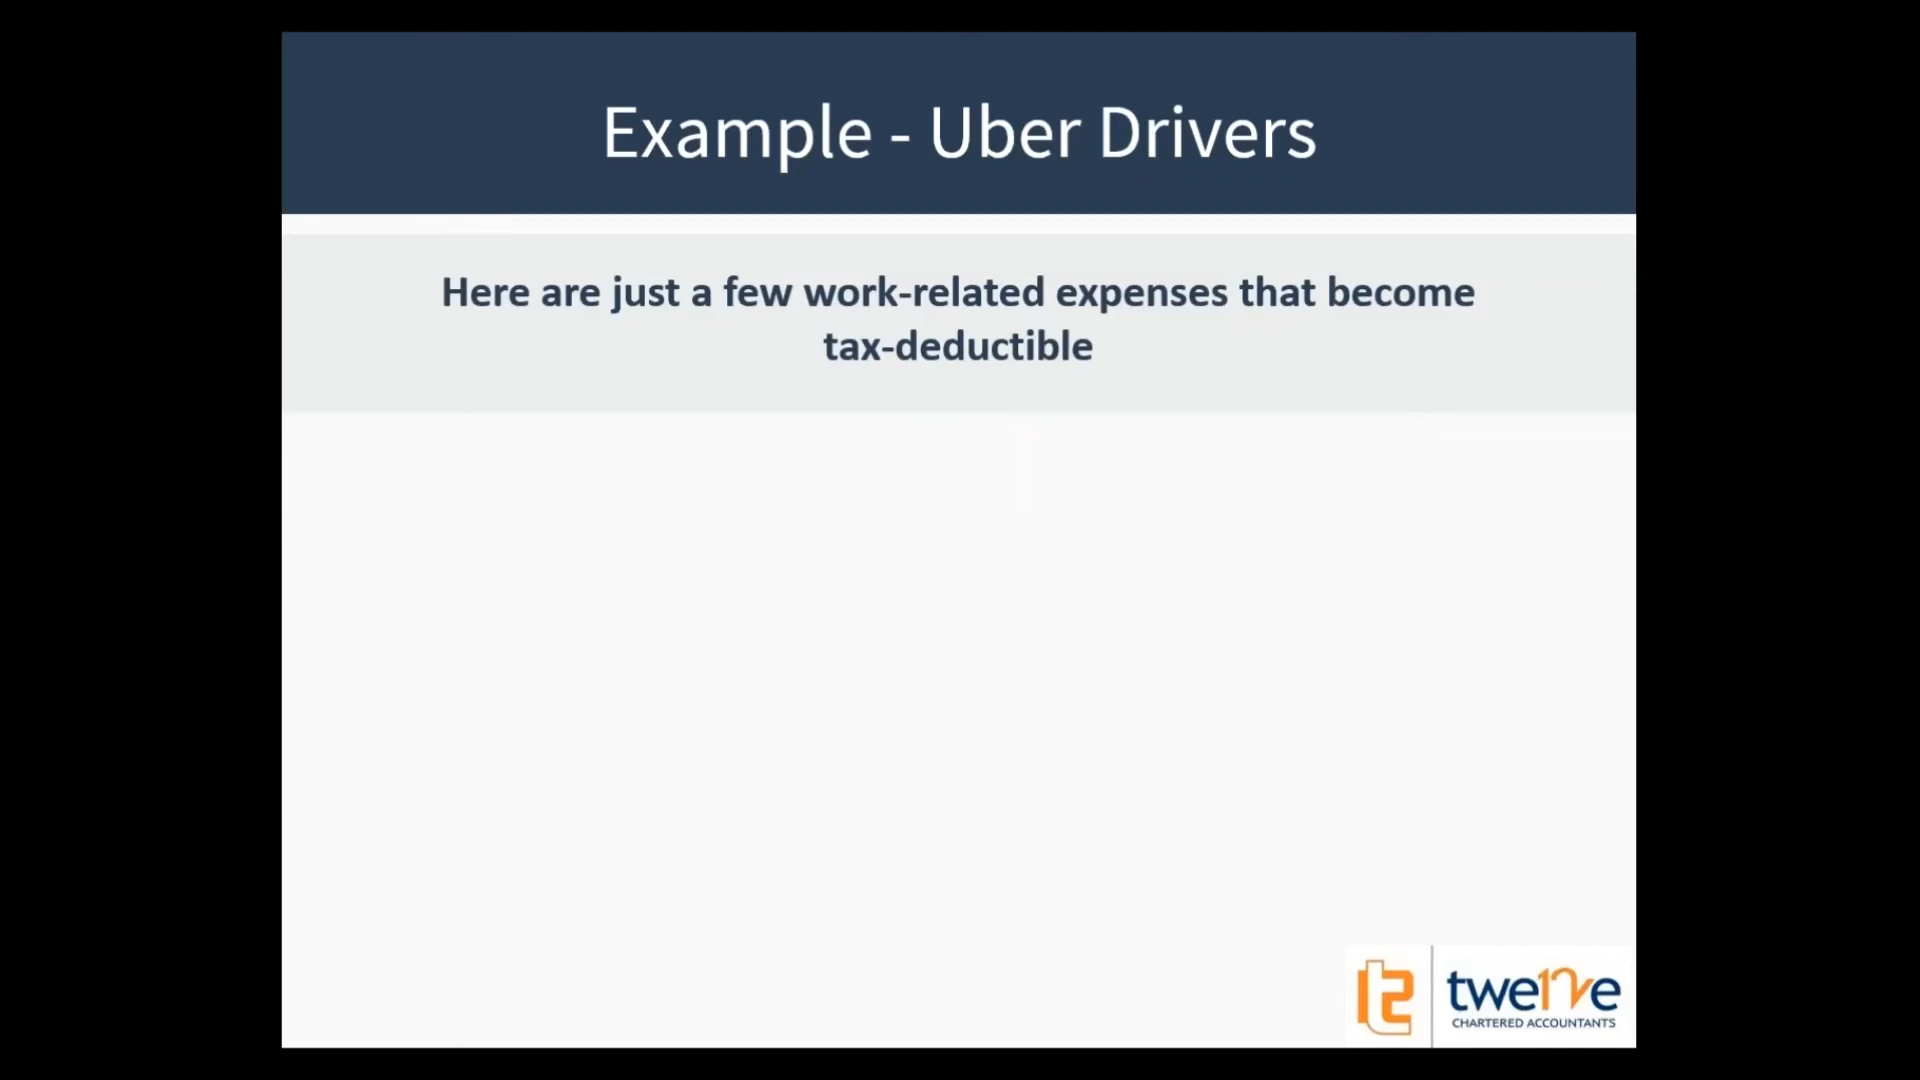 Example - Uber Drivers
Here are just a few work-related expenses that become
tax-deductible
twe12ve
CHARTERED ACCOUNTANTS